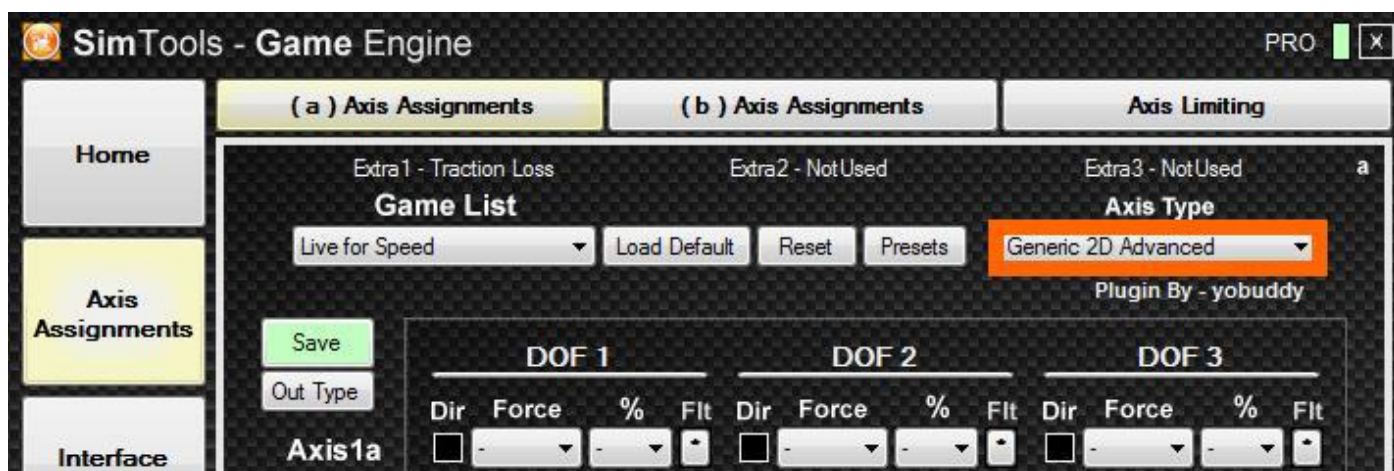 SimTools - Game Engine PRO X
Home
( a ) Axis Assignments ( b ) Axis Assignments Axis Limiting
Extra1 - Traction Loss Extra2 - NotUsed Extra3 - NotUsed a
Game List Axis Type
Live for Speed Load Default Reset Presets Generic 2D Advanced
Plugin By - yobuddy
Axis
Assignments
Save
Out Type
DOF 1 DOF 2 DOF 3
Dir Force % Flt Dir Force % Flt Dir Force % Flt
Interface
Axis1a - - * - - * - - *